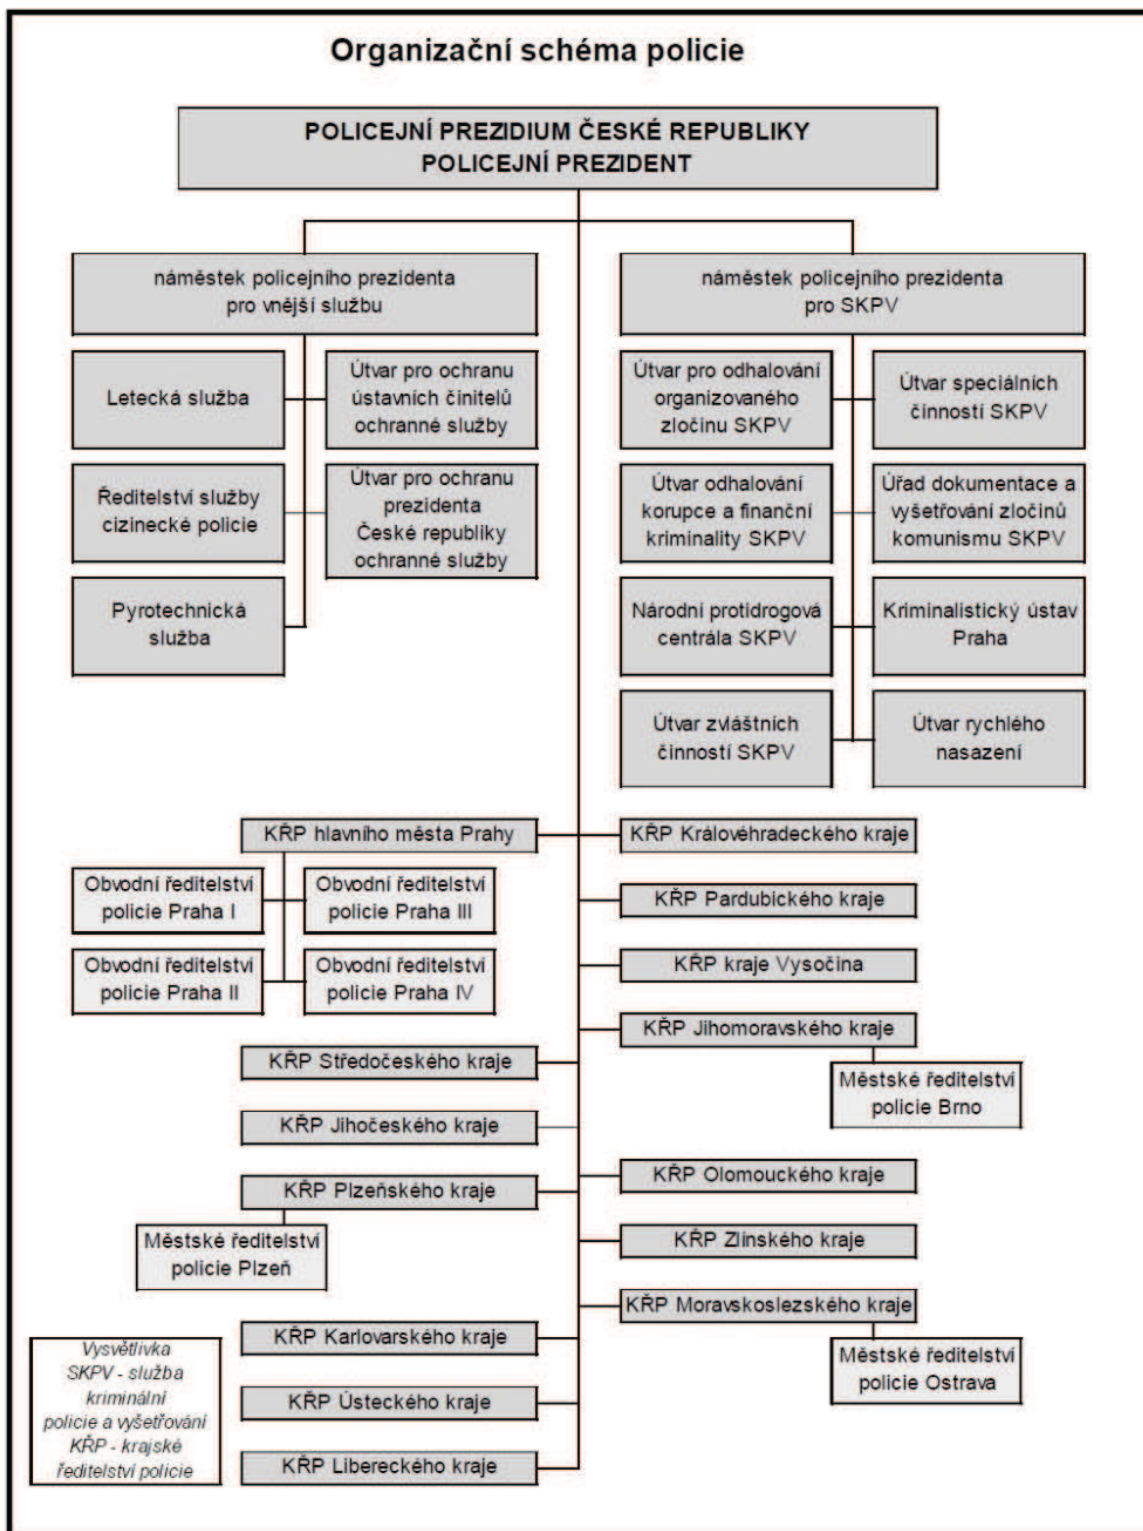 Organizační schéma policie
POLICEJNÍ PREZIDIUM ČESKÉ REPUBLIKY
POLICEJNÍ PREZIDENT
náměstek policejního prezidenta
pro vnější službu
Letecká služba
Útvar pro ochranu
ústavních činitelů
ochranné služby
Ředitelství služby
cizinecké policie
Útvar pro ochranu
prezidenta
České republiky
ochranné služby
Pyrotechnická
služba
náměstek policejního prezidenta
pro SKPV
Útvar pro odhalování
organizovaného
zločinu SKPV
Útvar speciálních
činností SKPV
Útvar odhalování
korupce a finanční
kriminality SKPV
Úřad dokumentace a
vyšetřování zločinů
komunismu SKPV
Národní protidrogová
centrála SKPV
Kriminalistický ústav
Praha
Útvar zvláštních
činností SKPV
Útvar rychlého
nasazení
KŘP hlavního města Prahy
Obvodní ředitelství
policie Praha I
Obvodní ředitelství
policie Praha III
Obvodní ředitelství
policie Praha II
Obvodní ředitelství
policie Praha IV
KŘP Středočeského kraje
KŘP Jihočeského kraje
KŘP Plzeňského kraje
Městské ředitelství
policie Plzeň
KŘP Karlovarského kraje
KŘP Ústeckého kraje
KŘP Libereckého kraje
KŘP Královéhradeckého kraje
KŘP Pardubického kraje
KŘP kraje Vysočina
KŘP Jihomoravského kraje
Městské ředitelství
policie Brno
KŘP Olomouckého kraje
KŘP Zlínského kraje
KŘP Moravskoslezského kraje
Městské ředitelství
policie Ostrava
Vysvětlivka
SKPV - služba
kriminální
policie a vyšetřování
KŘP - krajské
ředitelství policie